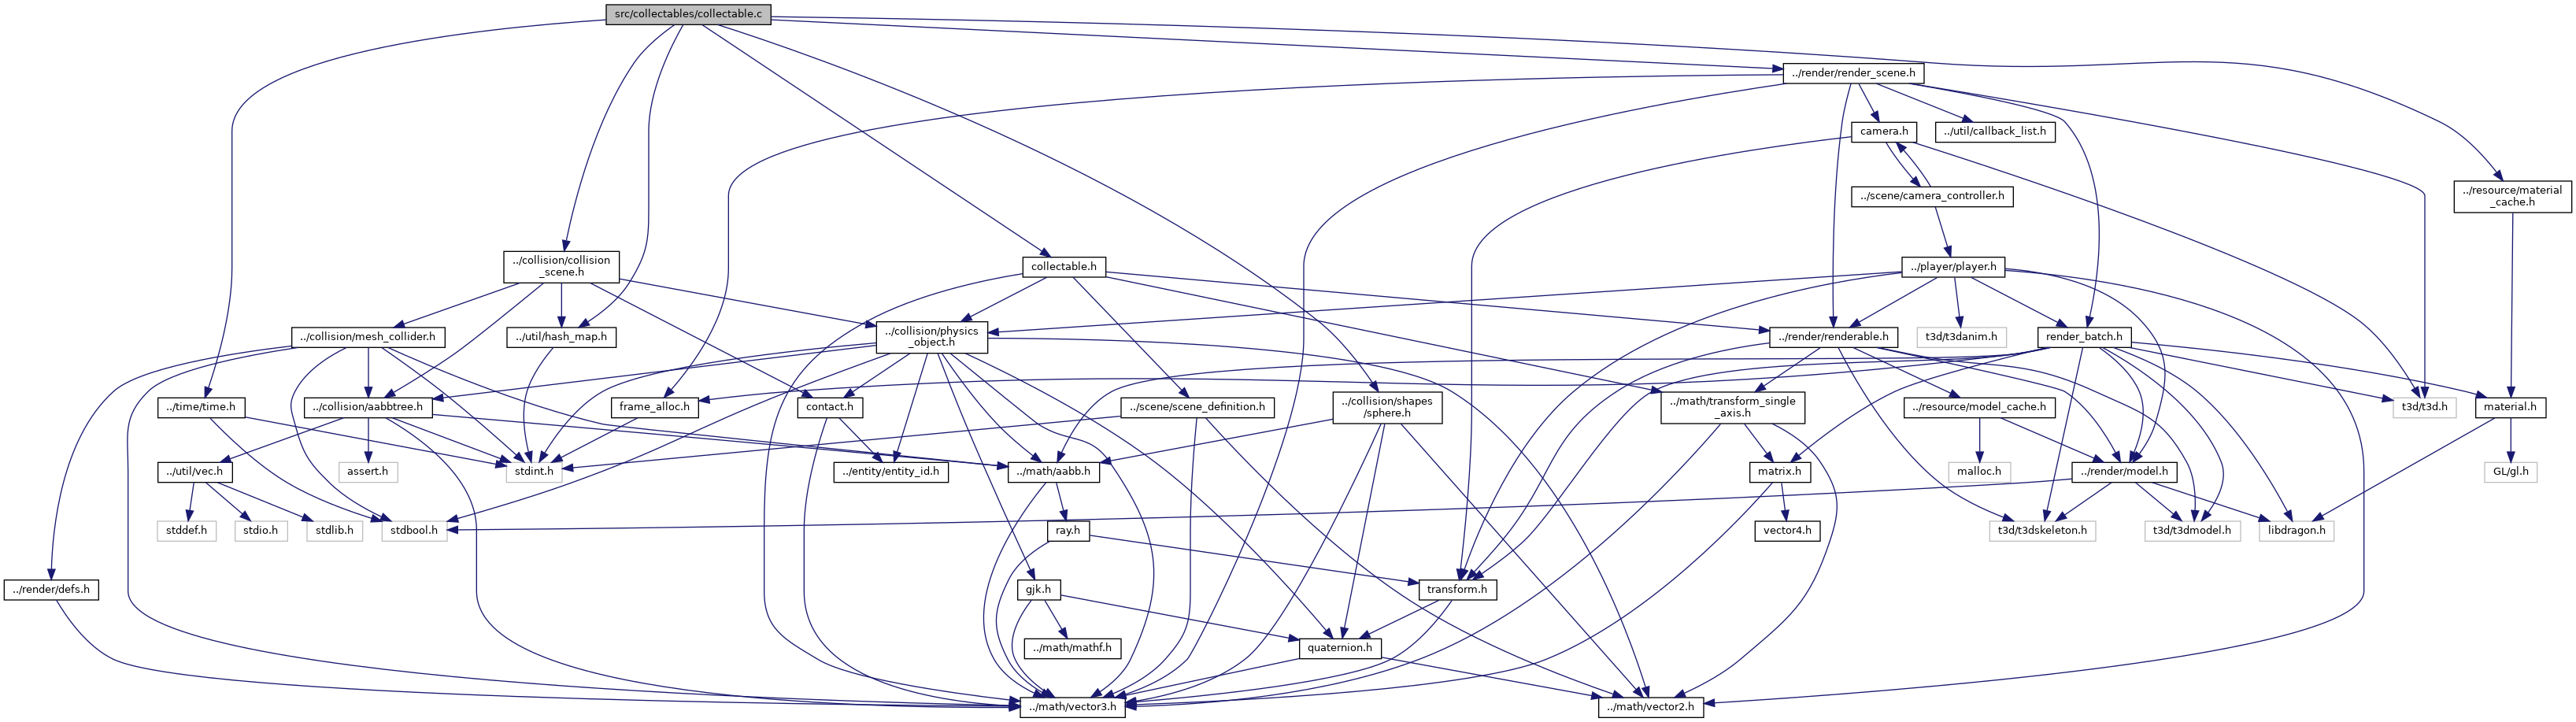 src/collectables/collectable.c
../render/render_scene.h
camera.h
../util/callback_list.h
../scene/camera_controller.h
../resource/material
_cache.h
../collision/collision
_scene.h
collectable.h
../player/player.h
../collision/mesh_collider.h
../util/hash_map.h
../collision/physics
_object.h
../render/renderable.h
t3d/t3danim.h
render_batch.h
../time/time.h
../collision/aabbtree.h
frame_alloc.h
contact.h
../scene/scene_definition.h
../collision/shapes
/sphere.h
../math/transform_single
_axis.h
../resource/model_cache.h
t3d/t3d.h
material.h
../util/vec.h
assert.h
stdint.h
../entity/entity_id.h
../math/aabb.h
matrix.h
malloc.h
../render/model.h
GL/gl.h
stddef.h
stdio.h
stdlib.h
stdbool.h
ray.h
vector4.h
t3d/t3dskeleton.h
t3d/t3dmodel.h
libdragon.h
../render/defs.h
gjk.h
transform.h
../math/mathf.h
quaternion.h
../math/vector3.h
../math/vector2.h